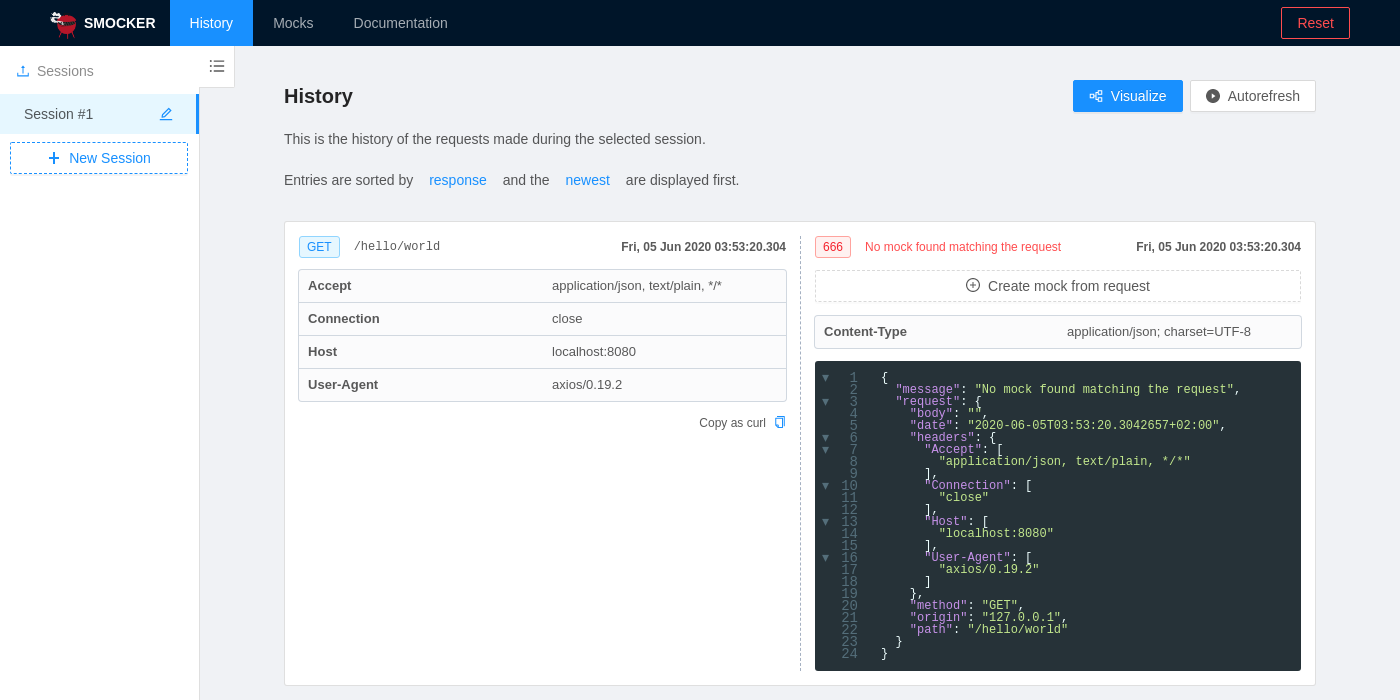 SMOCKER History Mocks Documentation Reset
Sessions
Session #1
New Session
History
Visualize Autorefresh
This is the history of the requests made during the selected session.
Entries are sorted by response and the newest are displayed first.
GET /hello/world Fri, 05 Jun 2020 03:53:20.304
Accept application/json, text/plain, */*
Connection close
Host localhost:8080
User-Agent axios/0.19.2
Copy as curl
666 No mock found matching the request Fri, 05 Jun 2020 03:53:20.304
Create mock from request
Content-Type application/json; charset=UTF-8
1 {
2 "message": "No mock found matching the request",
3 "request": {
4 "body": "",
5 "date": "2020-06-05T03:53:20.3042657+02:00",
6 "headers": {
7 "Accept": [
8 "application/json, text/plain, */*"
9 ],
10 "Connection": [
11 "close"
12 ],
13 "Host": [
14 "localhost:8080"
15 ],
16 "User-Agent": [
17 "axios/0.19.2"
18 ]
19 },
20 "method": "GET",
21 "origin": "127.0.0.1",
22 "path": "/hello/world"
23 }
24 }